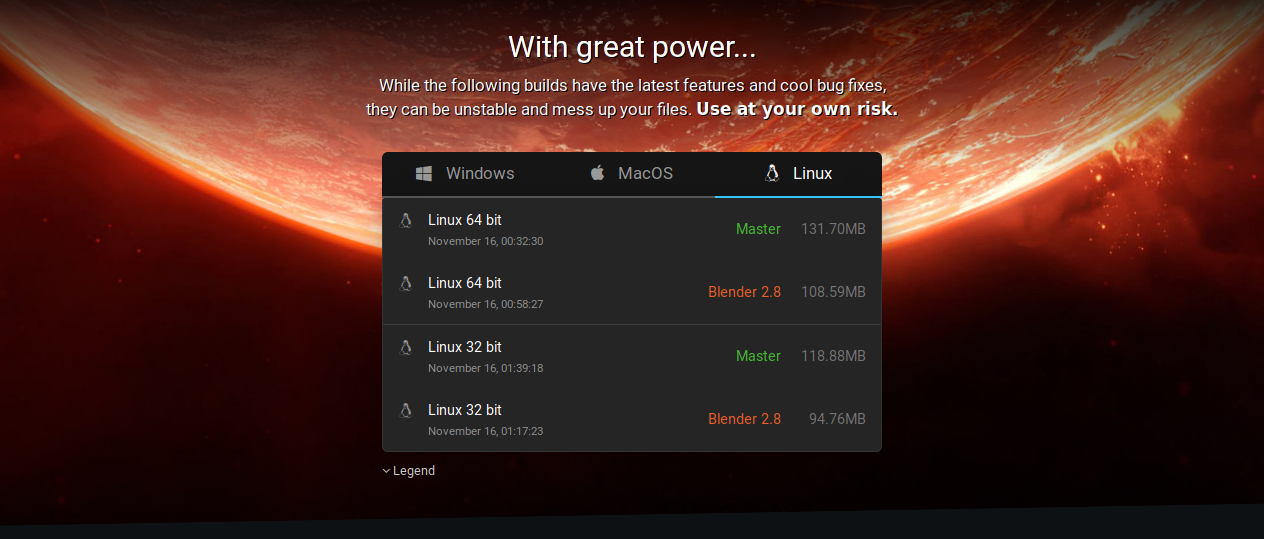 With great power...
While the following builds have the latest features and cool bug fixes,
they can be unstable and mess up your files. Use at your own risk.
Windows MacOS Linux
Linux 64 bit
Master 131.70MB
November 16, 00:32:30
Linux 64 bit
Blender 2.8 108.59MB
November 16, 00:58:27
Linux 32 bit
Master 118.88MB
November 16, 01:39:18
Linux 32 bit
Blender 2.8 94.76MB
November 16, 01:17:23
Legend